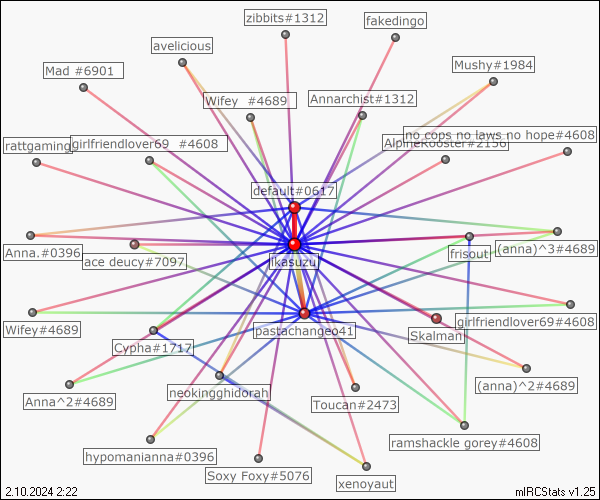 zibbits#1312
fakedingo
avelicious
Mushy#1984
Mad #6901
Wifey #4689
Annarchist#1312
no cops no laws no hope#4608
rattgaming
girlfriendlover69 #4608
AlpineRooster#2156
default#0617
Anna.#0396
(anna)^3#4689
frisout
ace deucy#7097
ikasuzu
Wifey#4689
girlfriendlover69#4608
pastachangeo41
Skalman
Cypha#1717
(anna)^2#4689
Anna^2#4689
neokingghidorah
Toucan#2473
ramshackle gorey#4608
hypomanianna#0396
Soxy Foxy#5076
xenoyaut
2.10.2024 2:22
mIRCStats v1.25